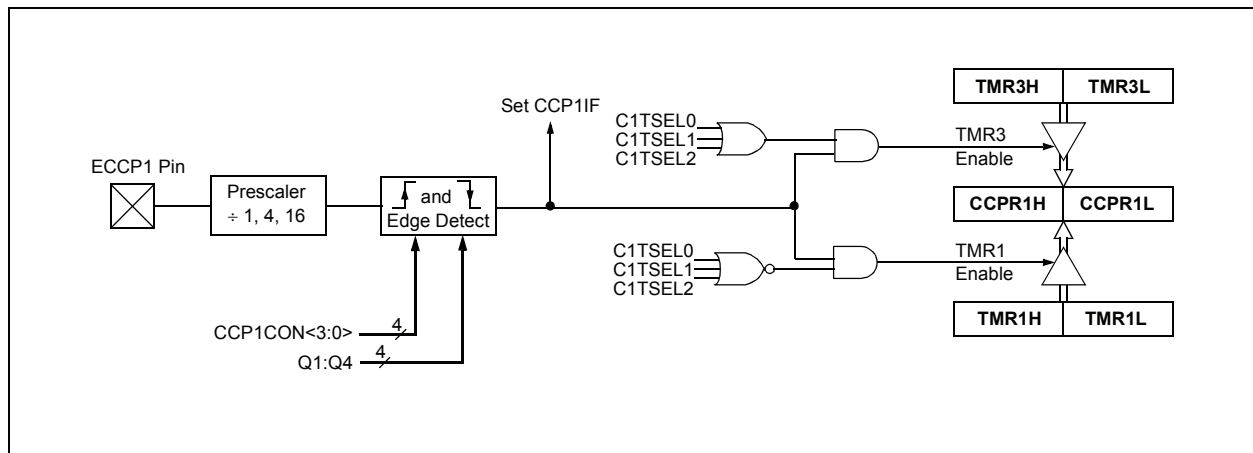 TMR3H TMR3L
Set CCP1IF
C1TSEL0
C1TSEL1
C1TSEL2
TMR3
Enable
ECCP1 Pin
Prescaler
÷ 1, 4, 16
and
Edge Detect
CCPR1H CCPR1L
C1TSEL0
C1TSEL1
C1TSEL2
TMR1
Enable
TMR1H TMR1L
CCP1CON<3:0> 4
Q1:Q4 4